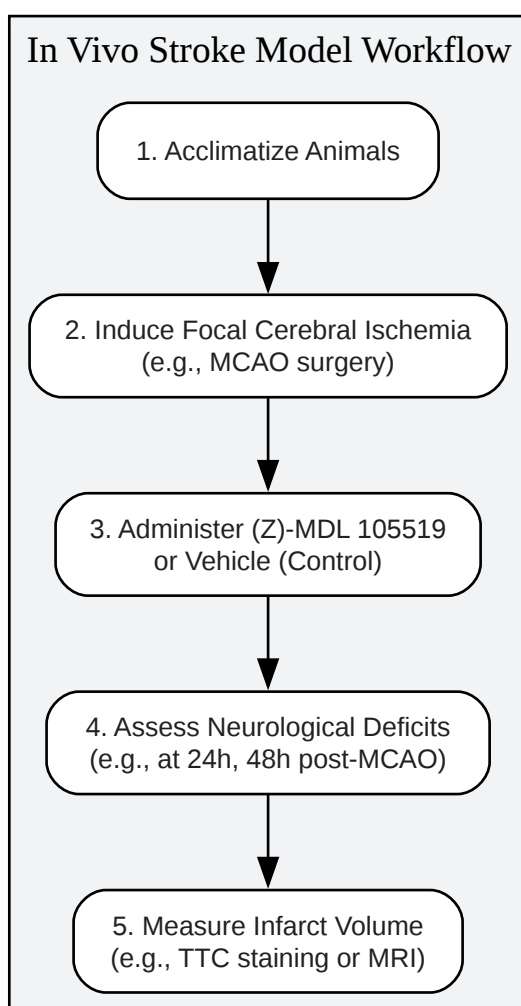 In Vivo Stroke Model Workflow
1. Acclimatize Animals
2. Induce Focal Cerebral Ischemia
(e.g., MCAO surgery)
3. Administer (Z)-MDL 105519
or Vehicle (Control)
4. Assess Neurological Deficits
(e.g., at 24h, 48h post-MCAO)
5. Measure Infarct Volume
(e.g., TTC staining or MRI)